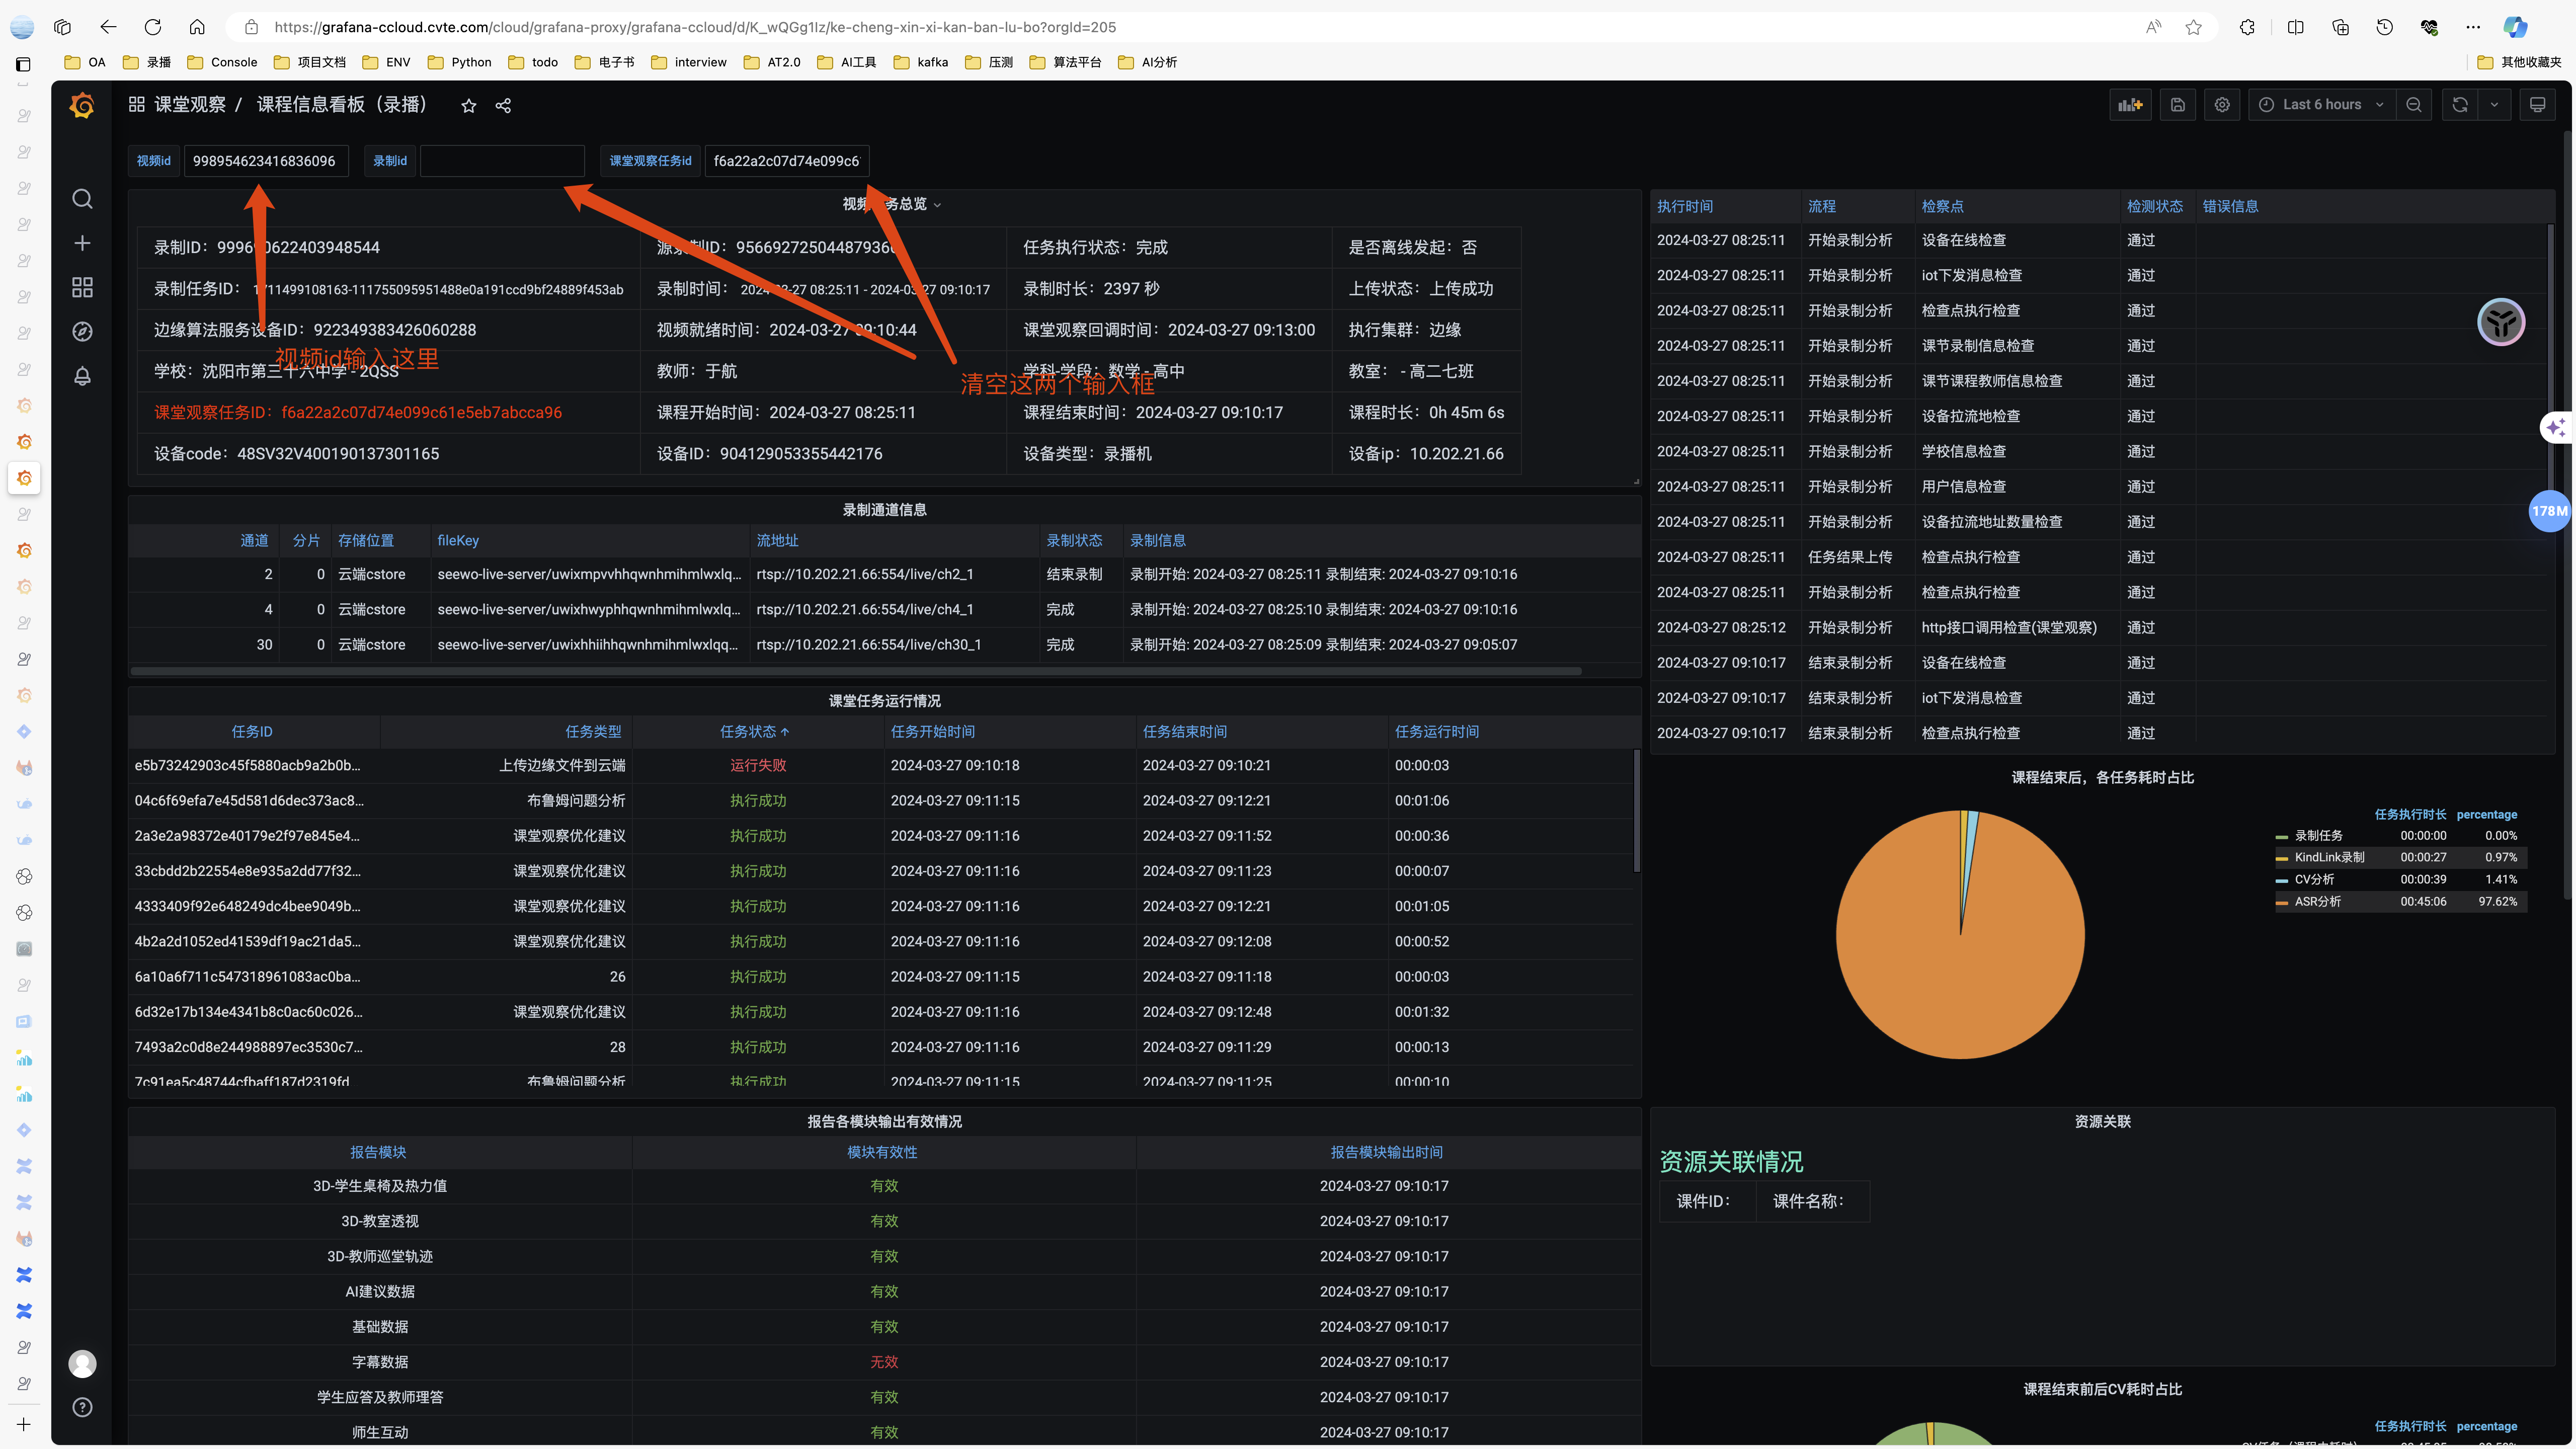 https://grafana-ccloud.cvte.com/cloud/grafana-proxy/grafana-ccloud/d/K_wQGg1Iz/ke-cheng-xin-xi-kan-ban-lu-bo?orgId=205
OA 录播 Console 项目文档 ENV Python todo 电子书 interview AT2.0 AI工具 kafka 压测 算法平台 AI分析 其他收藏夹
课堂观察 / 课程信息看板（录播） Last 6 hours
视频id 998954623416836096 录制id 课堂观察任务id f6a22a2c07d74e099c6
视频 务总览
录制ID：9996 0622403948544 源 制ID：95669272504487936 任务执行状态：完成 是否离线发起：否
录制任务ID： 1711499108163-111755095951488e0a191ccd9bf24889f453ab 录制时间： 2024-03-27 08:25:11 - 2024-03-27 09:10:17 录制时长：2397 秒 上传状态：上传成功
边缘算法服务设备ID：922349383426060288 视频就绪时间：2024-03-27 09:10:44 课堂观察回调时间：2024-03-27 09:13:00 执行集群：边缘
视频id输入这里
学校：沈阳市第三十六中学 - 2QSS 教师：于航 学科-学段：数学 - 高中 教室： - 高二七班
清空这两个输入框
课堂观察任务ID：f6a22a2c07d74e099c61e5eb7abcca96 课程开始时间：2024-03-27 08:25:11 课程结束时间：2024-03-27 09:10:17 课程时长：0h 45m 6s
设备code：48SV32V400190137301165 设备ID：904129053355442176 设备类型：录播机 设备ip：10.202.21.66
录制通道信息
通道 分片 存储位置 fileKey 流地址 录制状态 录制信息
2 0 云端cstore seewo-live-server/uwixmpvvhhqwnhmihmlwxlq... rtsp://10.202.21.66:554/live/ch2_1 结束录制 录制开始: 2024-03-27 08:25:11 录制结束: 2024-03-27 09:10:16
4 0 云端cstore seewo-live-server/uwixhwyphhqwnhmihmlwxlq... rtsp://10.202.21.66:554/live/ch4_1 完成 录制开始: 2024-03-27 08:25:10 录制结束: 2024-03-27 09:10:16
30 0 云端cstore seewo-live-server/uwixhhiihhqwnhmihmlwxlqq... rtsp://10.202.21.66:554/live/ch30_1 完成 录制开始: 2024-03-27 08:25:09 录制结束: 2024-03-27 09:05:07
课堂任务运行情况
任务ID 任务类型 任务状态 ↑ 任务开始时间 任务结束时间 任务运行时间
e5b73242903c45f5880acb9a2b0b... 上传边缘文件到云端 运行失败 2024-03-27 09:10:18 2024-03-27 09:10:21 00:00:03
04c6f69efa7e45d581d6dec373ac8... 布鲁姆问题分析 执行成功 2024-03-27 09:11:15 2024-03-27 09:12:21 00:01:06
2a3e2a98372e40179e2f97e845e4... 课堂观察优化建议 执行成功 2024-03-27 09:11:16 2024-03-27 09:11:52 00:00:36
33cbdd2b22554e8e935a2dd77f32... 课堂观察优化建议 执行成功 2024-03-27 09:11:16 2024-03-27 09:11:23 00:00:07
4333409f92e648249dc4bee9049b... 课堂观察优化建议 执行成功 2024-03-27 09:11:16 2024-03-27 09:12:21 00:01:05
4b2a2d1052ed41539df19ac21da5... 课堂观察优化建议 执行成功 2024-03-27 09:11:16 2024-03-27 09:12:08 00:00:52
6a10a6f711c547318961083ac0ba... 26 执行成功 2024-03-27 09:11:15 2024-03-27 09:11:18 00:00:03
6d32e17b134e4341b8c0ac60c026... 课堂观察优化建议 执行成功 2024-03-27 09:11:16 2024-03-27 09:12:48 00:01:32
7493a2c0d8e244988897ec3530c7... 28 执行成功 2024-03-27 09:11:16 2024-03-27 09:11:29 00:00:13
7c91ea5c48744cfbaff187d2319fd 布鲁姆问题分析 执行成功 2024-03-27 09:11:15 2024-03-27 09:11:25 00:00:10
报告各模块输出有效情况
报告模块 模块有效性 报告模块输出时间
3D-学生桌椅及热力值 有效 2024-03-27 09:10:17
3D-教室透视 有效 2024-03-27 09:10:17
3D-教师巡堂轨迹 有效 2024-03-27 09:10:17
AI建议数据 有效 2024-03-27 09:10:17
基础数据 有效 2024-03-27 09:10:17
字幕数据 无效 2024-03-27 09:10:17
学生应答及教师理答 有效 2024-03-27 09:10:17
师生互动 有效 2024-03-27 09:10:17
执行时间 流程 检察点 检测状态 错误信息
2024-03-27 08:25:11 开始录制分析 设备在线检查 通过
2024-03-27 08:25:11 开始录制分析 iot下发消息检查 通过
2024-03-27 08:25:11 开始录制分析 检查点执行检查 通过
2024-03-27 08:25:11 开始录制分析 课节录制信息检查 通过
2024-03-27 08:25:11 开始录制分析 课节课程教师信息检查 通过
2024-03-27 08:25:11 开始录制分析 设备拉流地检查 通过
2024-03-27 08:25:11 开始录制分析 学校信息检查 通过
2024-03-27 08:25:11 开始录制分析 用户信息检查 通过
2024-03-27 08:25:11 开始录制分析 设备拉流地址数量检查 通过
2024-03-27 08:25:11 任务结果上传 检查点执行检查 通过
2024-03-27 08:25:11 开始录制分析 检查点执行检查 通过
2024-03-27 08:25:12 开始录制分析 http接口调用检查(课堂观察) 通过
2024-03-27 09:10:17 结束录制分析 设备在线检查 通过
2024-03-27 09:10:17 结束录制分析 iot下发消息检查 通过
2024-03-27 09:10:17 结束录制分析 检查点执行检查 通过
178M
课程结束后，各任务耗时占比
任务执行时长 percentage
录制任务 00:00:00 0.00%
KindLink录制 00:00:27 0.97%
CV分析 00:00:39 1.41%
ASR分析 00:45:06 97.62%
资源关联
资源关联情况
课件ID： 课件名称：
课程结束前后CV耗时占比
任务执行时长 percentage